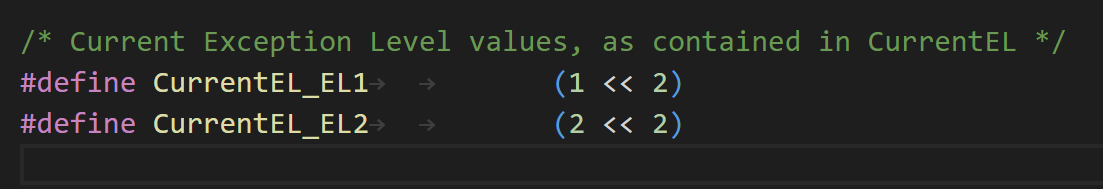 /* Current Exception Level values, as contained in CurrentEL */
#define CurrentEL_EL1		(1 << 2)
#define CurrentEL_EL2		(2 << 2)